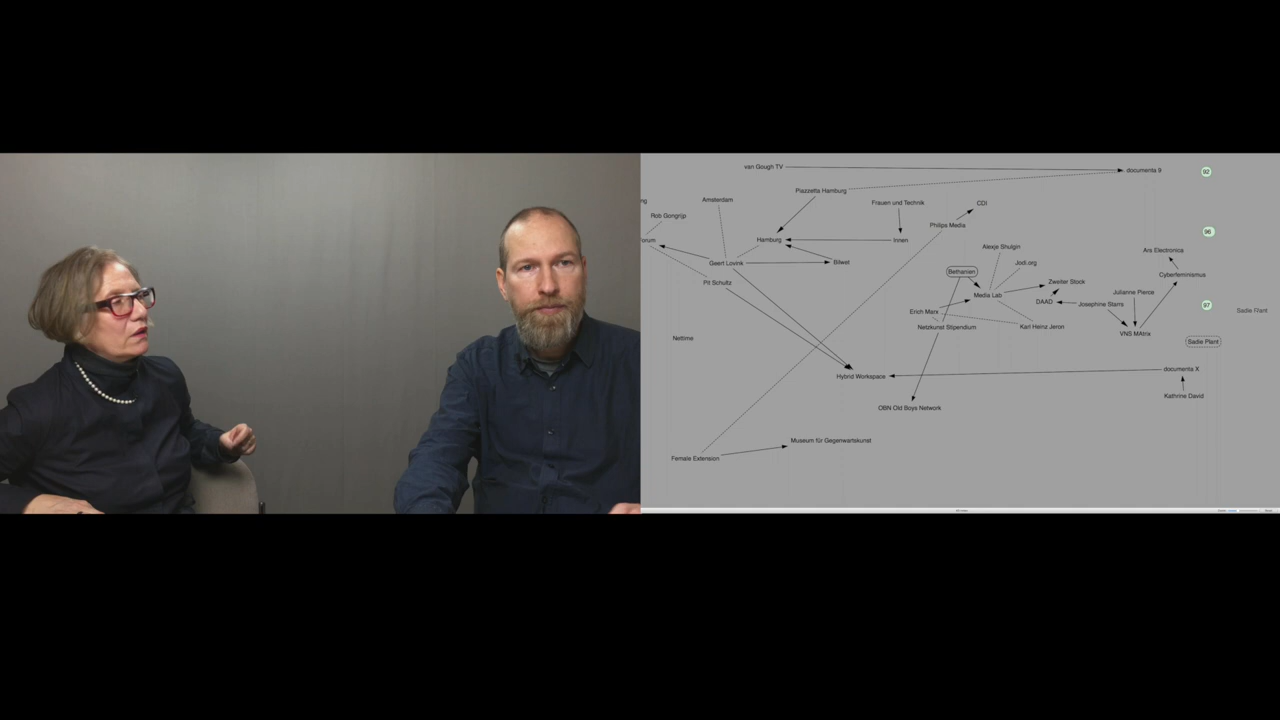 van Gough TV
documenta 9
92
Piazzetta Hamburg
Amsterdam
ng
Frauen und Technik
CDI
Rob Gongrijp
Philips Media
96
orum
Hamburg
Innen
Alexje Shulgin
Ars Electronica
Geert Lovink
Bilwet
Jodi.org
Bethanien
Cyberfeminismus
Pit Schultz
Zweiter Stock
Media Lab
Julianne Pierce
DAAD
Josephine Starrs
97
Sadie Plant
Erich Marx
Netzkunst Stipendium
Karl Heinz Jeron
VNS MAtrix
Nettime
Sadie Plant
Hybrid Workspace
documenta X
Kathrine David
OBN Old Boys Network
Museum für Gegenwartskunst
Female Extension